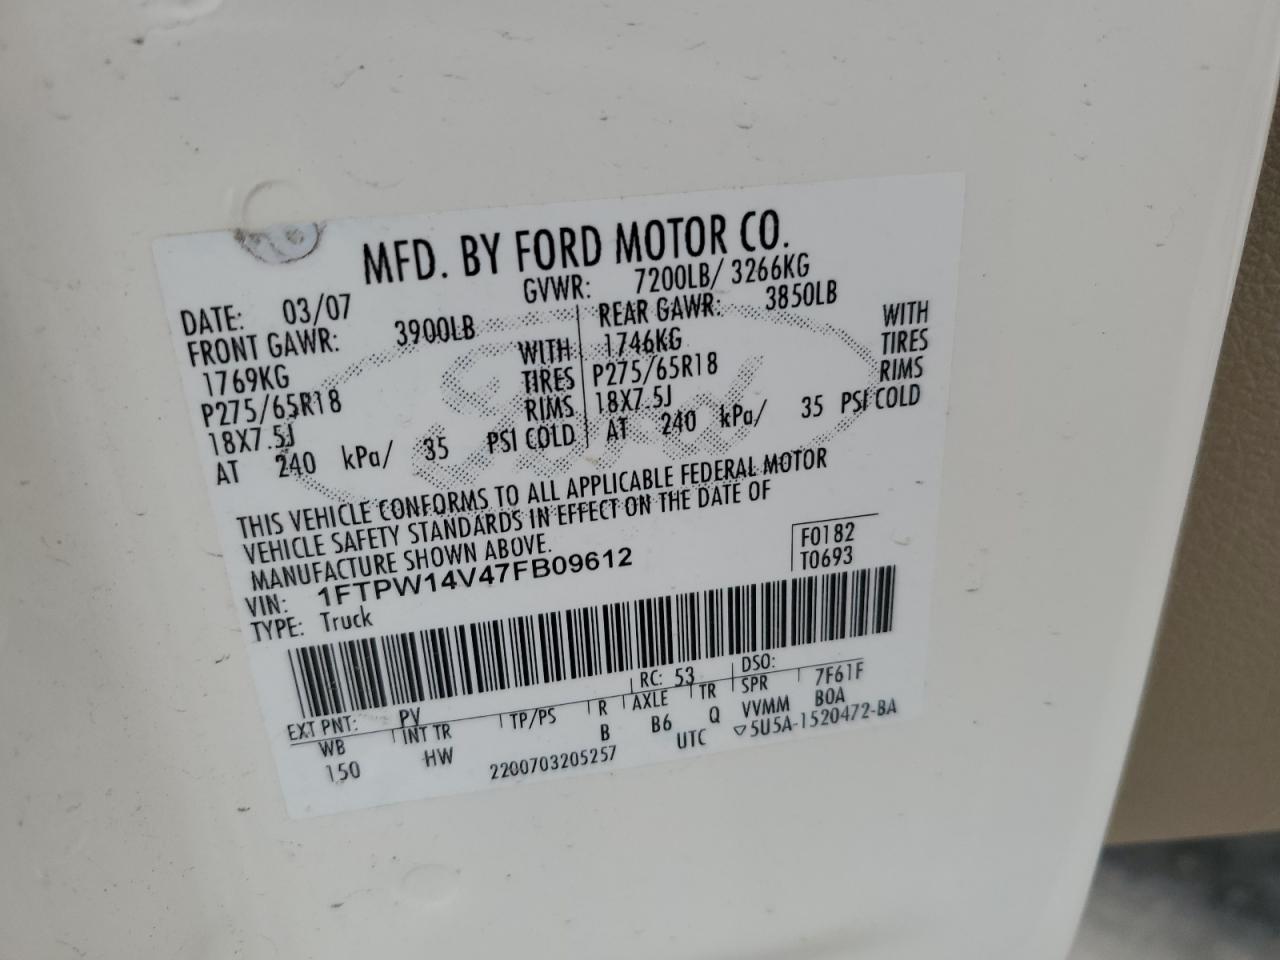 MFD. BY FORD MOTOR CO.
DATE: 03/07 GVWR: 7200LB/ 3266KG
FRONT GAWR: 3900LB REAR GAWR: 3850LB
1769KG WITH 1746KG WITH
P275/65R18 TIRES P275/65R18 TIRES
18X7.5J RIMS 18X7.5J RIMS
AT 240 kPa/ 35 PSI COLD AT 240 kPa/ 35 PSI COLD
THIS VEHICLE CONFORMS TO ALL APPLICABLE FEDERAL MOTOR
VEHICLE SAFETY STANDARDS IN EFFECT ON THE DATE OF
MANUFACTURE SHOWN ABOVE.
VIN: 1FTPW14V47FB09612
F0182
T0693
TYPE: Truck
EXT PNT: PV RC: 53 DSO:
WB INT TR TP/PS R AXLE TR SPR 7F61F
150 HW B B6 Q VVMM BOA
2200703205257 UTC ▽5U5A-1520472-BA
Ford